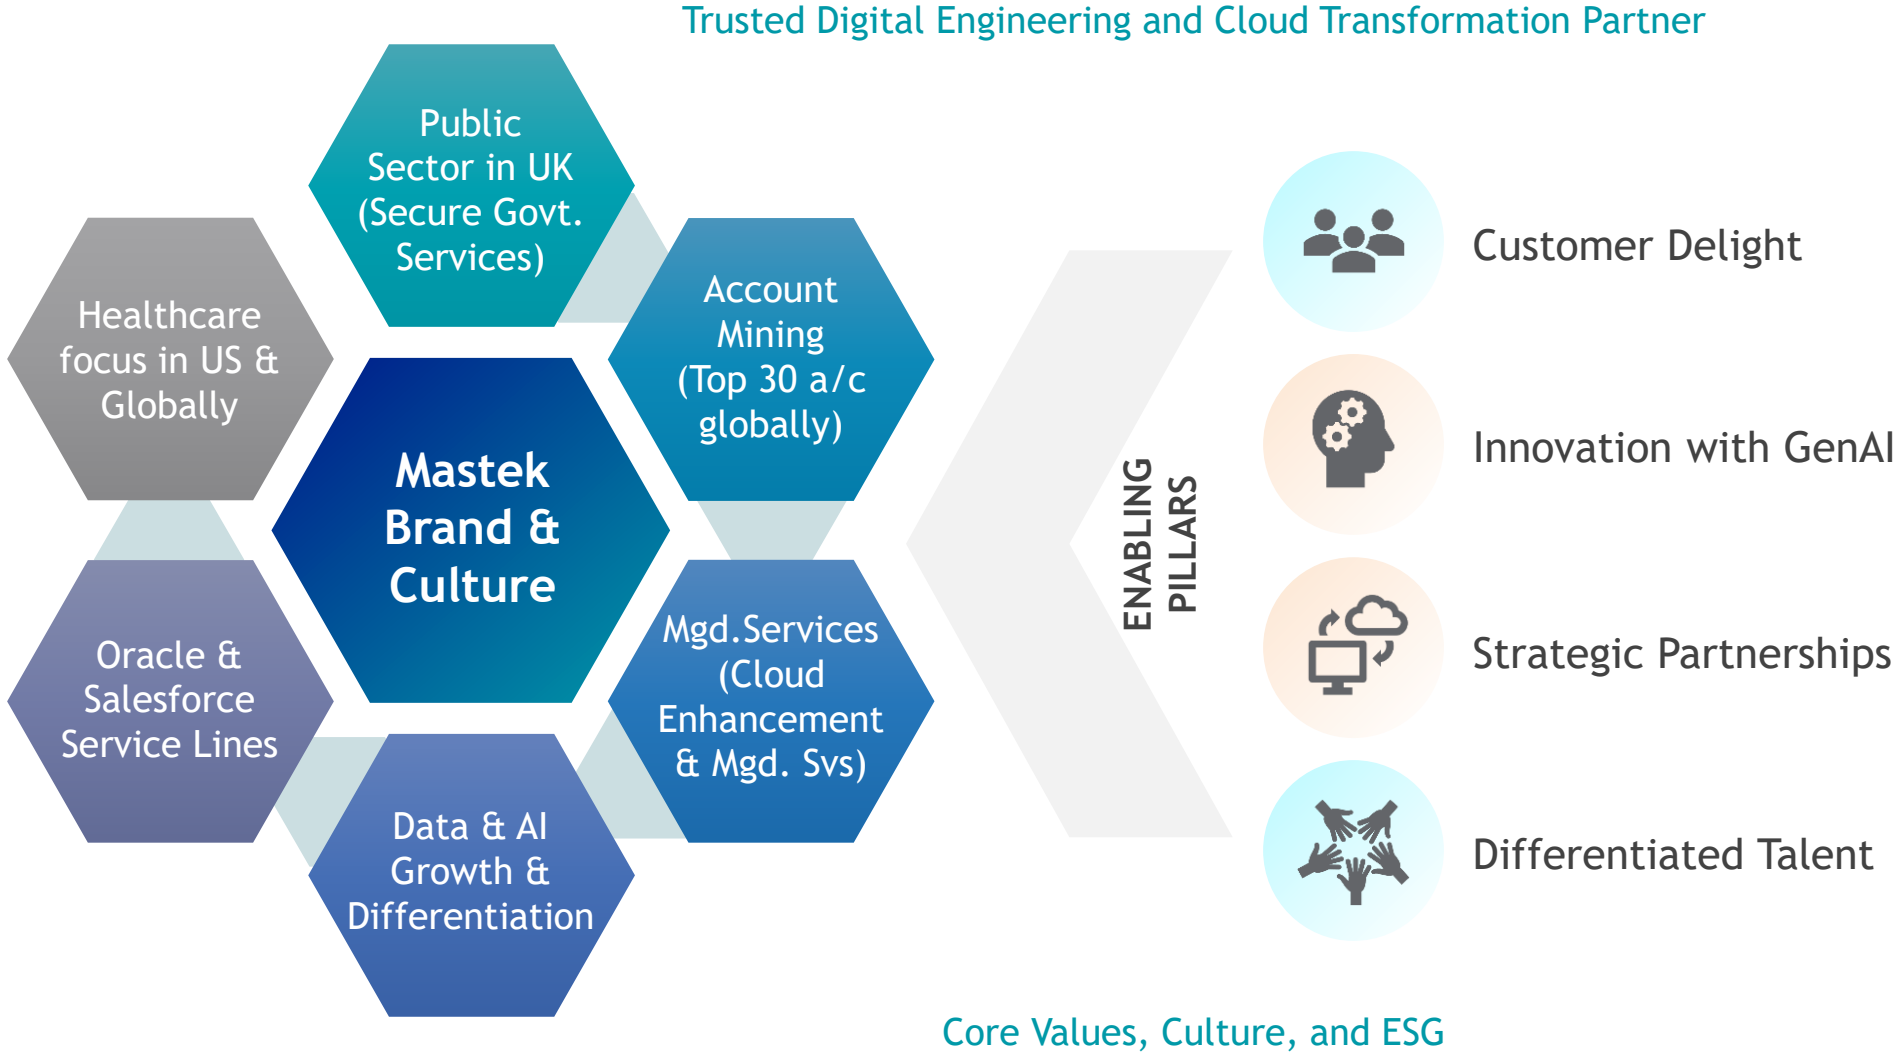 Trusted Digital Engineering and Cloud Transformation Partner
Public
Sector in UK
(Secure Govt.
Services)
Account
Mining
(Top 30 a/c
globally)
Healthcare
focus in US &
Globally
Mastek
Brand &
Culture
Mgd.Services
(Cloud
Enhancement
& Mgd. Svs)
Oracle &
Salesforce
Service Lines
Data & AI
Growth &
Differentiation
ENABLING
PILLARS
Customer Delight
Innovation with GenAI
Strategic Partnerships
Differentiated Talent
Core Values, Culture, and ESG